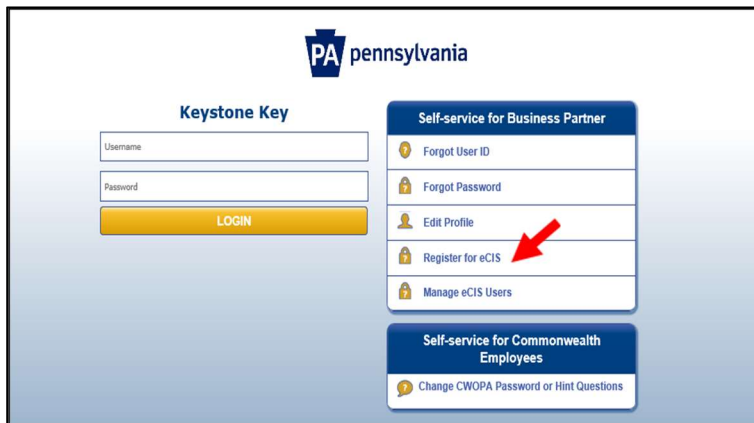 PA pennsylvania
Keystone Key
Username
Password
LOGIN
Self-service for Business Partner
Forgot User ID
Forgot Password
Edit Profile
Register for eCIS
Manage eCIS Users
Self-service for Commonwealth
Employees
Change CWOPA Password or Hint Questions